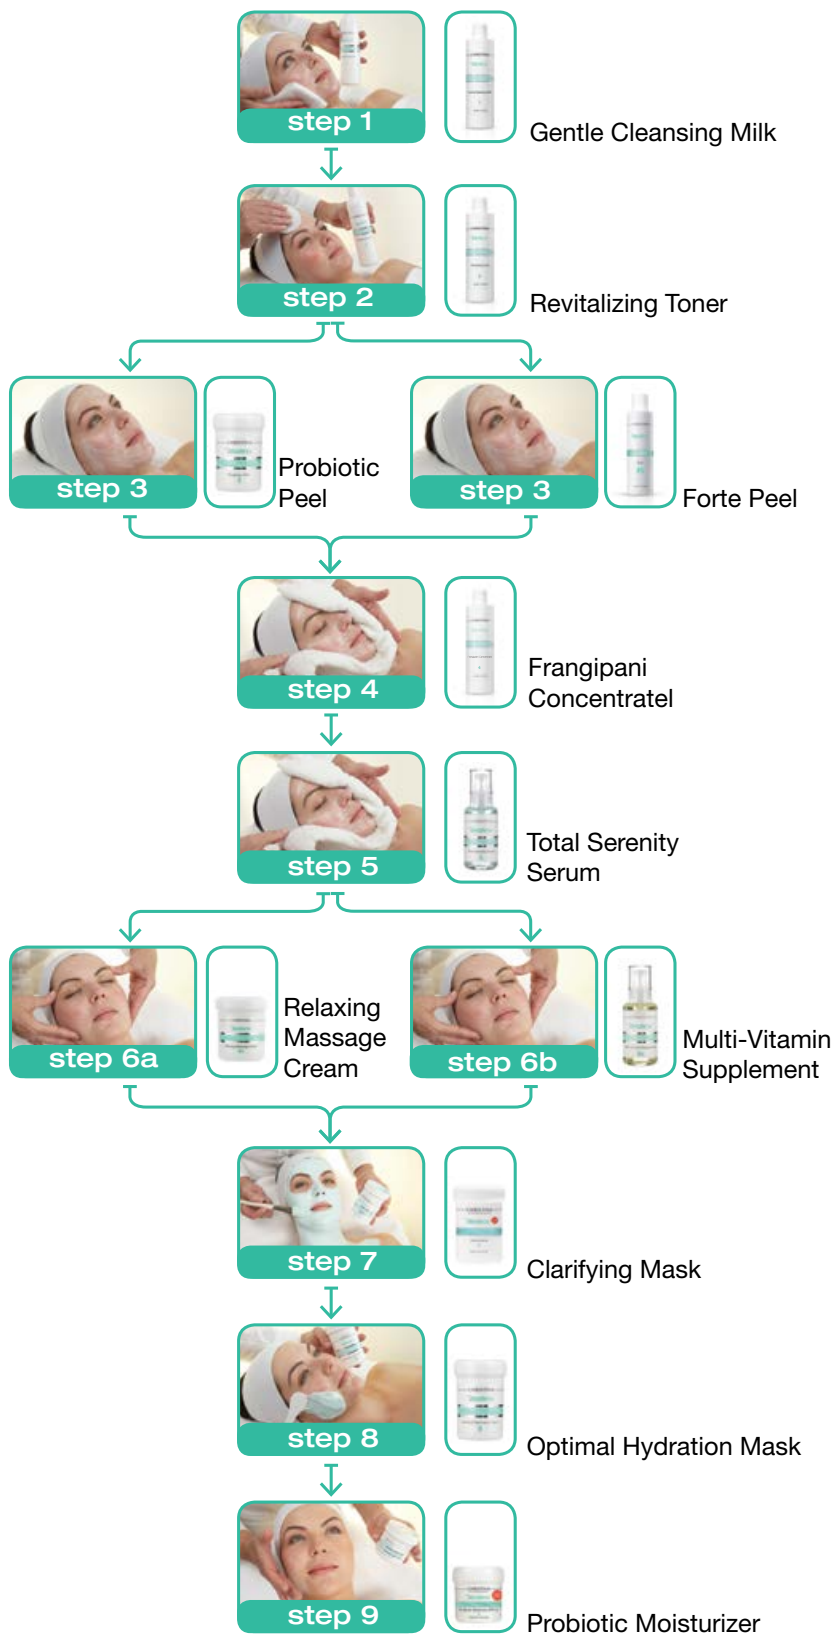 step 1
Gentle Cleansing Milk
step 2
Revitalizing Toner
step 3
Probiotic
Peel
step 3
Forte Peel
step 4
Frangipani
Concentratel
step 5
Total Serenity
Serum
step 6a
Relaxing
Massage
Cream
step 6b
Multi-Vitamin
Supplement
step 7
Clarifying Mask
step 8
Optimal Hydration Mask
step 9
Probiotic Moisturizer